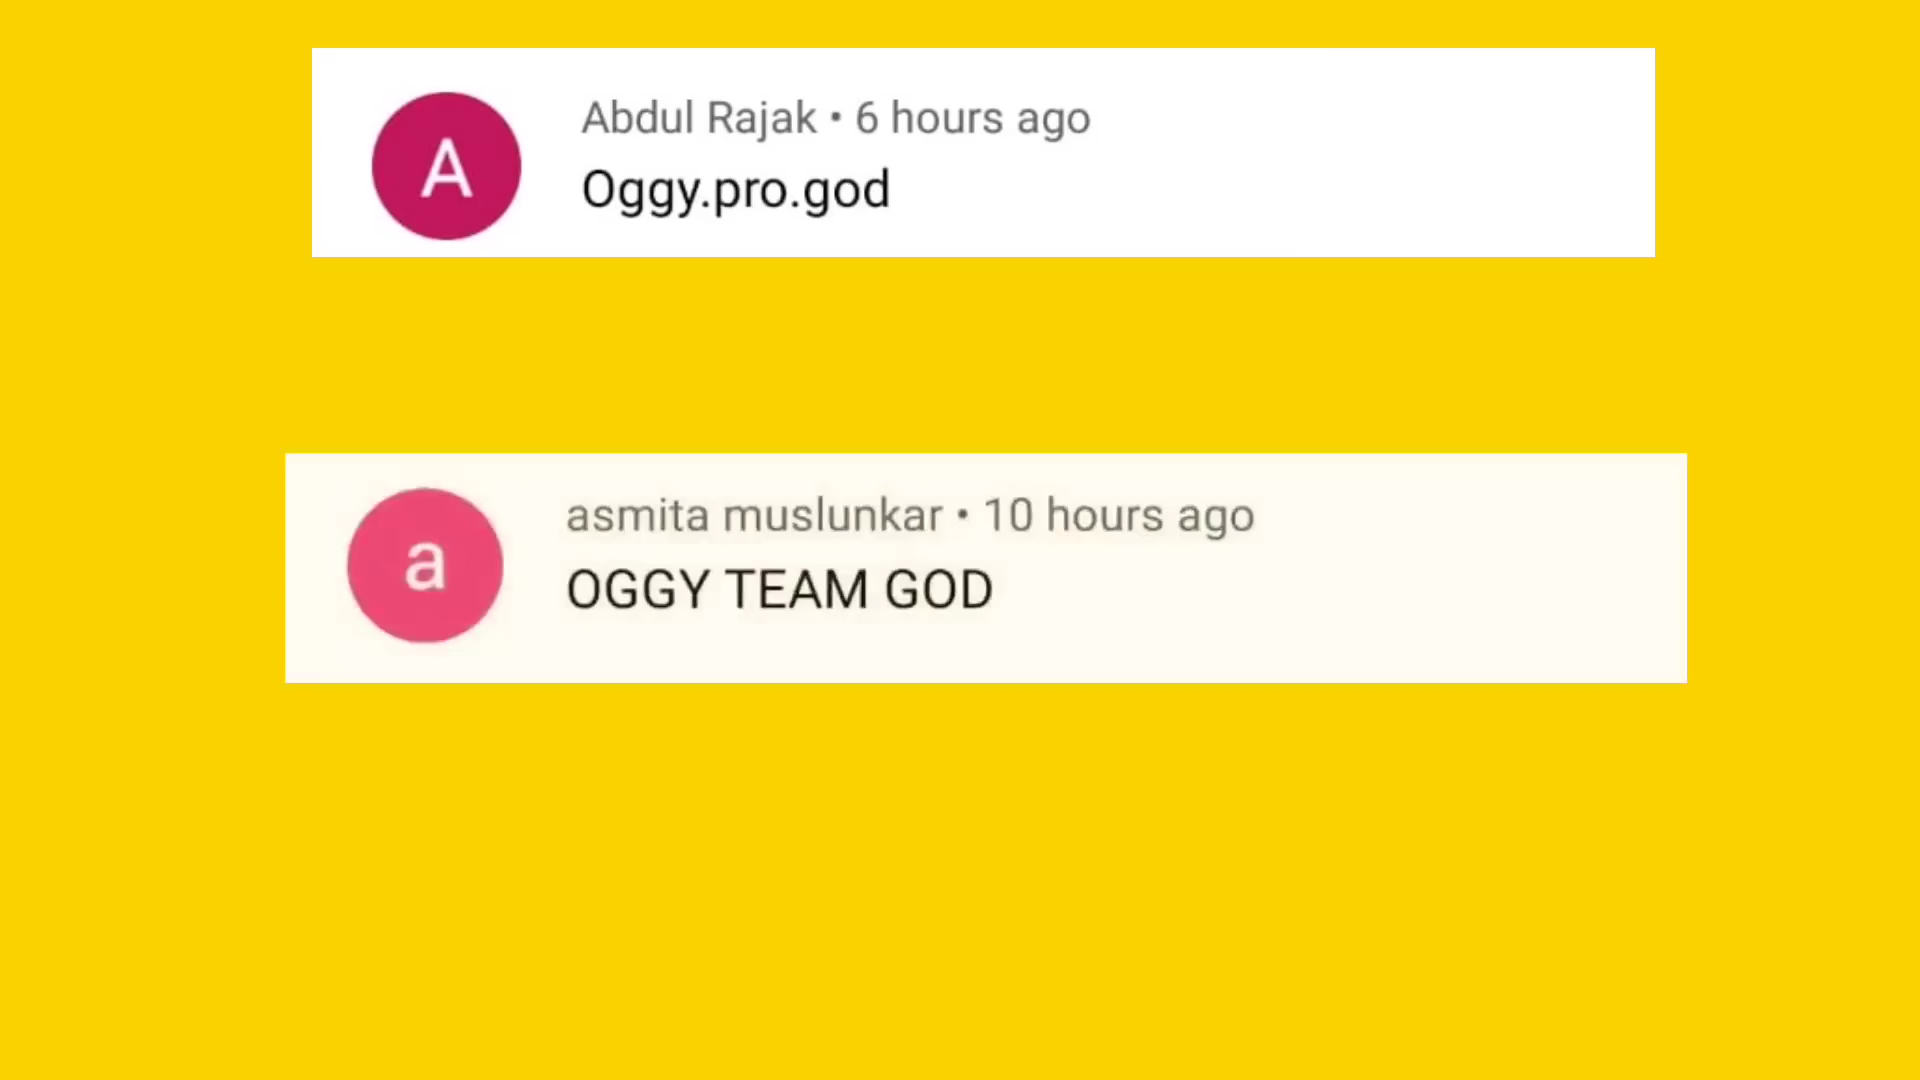 A
Abdul Rajak • 6 hours ago
Oggy.pro.god
a
asmita muslunkar • 10 hours ago
OGGY TEAM GOD